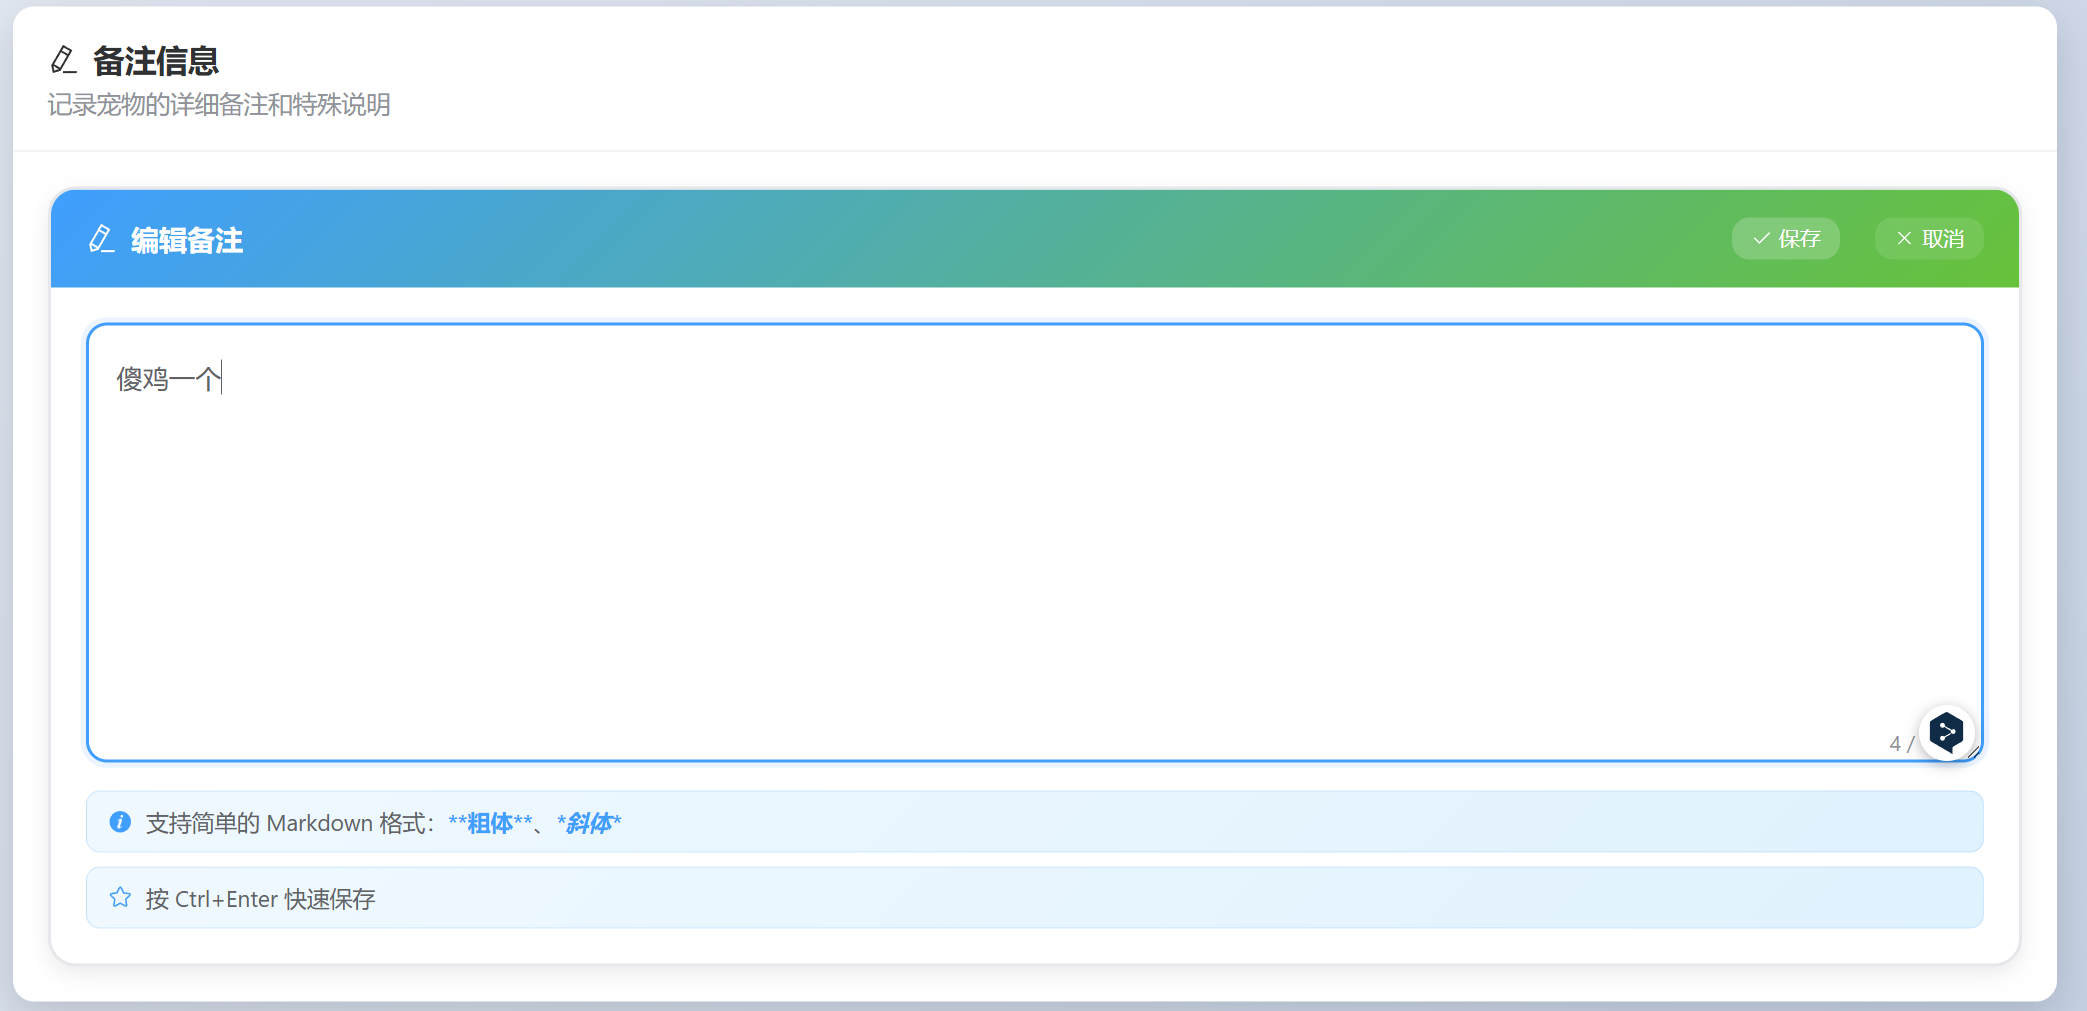 备注信息
记录宠物的详细备注和特殊说明
编辑备注
保存
取消
傻鸡一个
4 /
支持简单的 Markdown 格式：**粗体**、*斜体*
按 Ctrl+Enter 快速保存